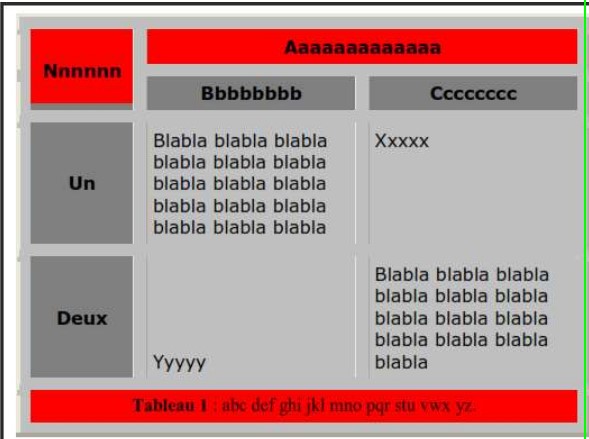 Nnnnnn
Aaaaaaaaaaaaa
Bbbbbbbb
Cccccccc
Un
Blabla blabla blabla
blabla blabla blabla
blabla blabla blabla
blabla blabla blabla
blabla blabla blabla
Xxxxx
Deux
Yyyyy
Blabla blabla blabla
blabla blabla blabla
blabla blabla blabla
blabla blabla blabla
blabla
Tableau 1 : abc def ghi jkl mno pqr stu vwx yz.